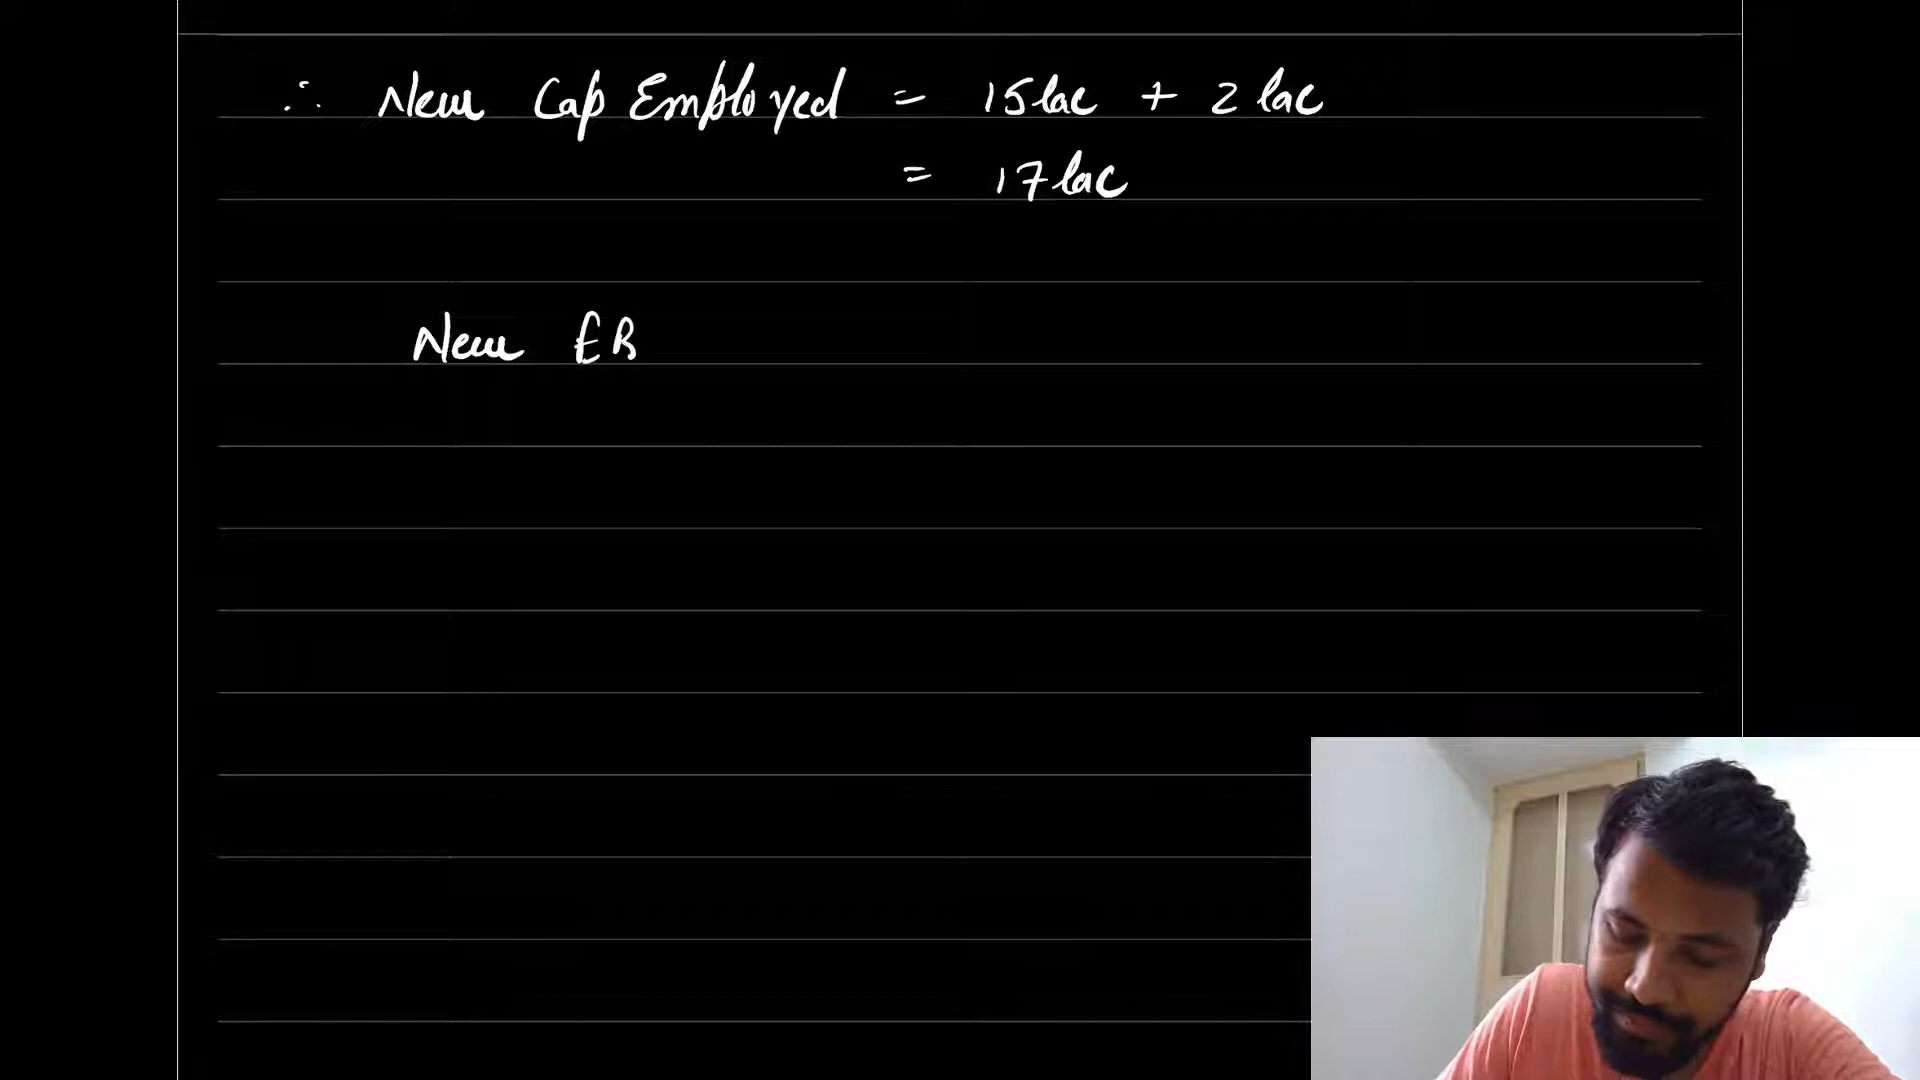 ∴ New Cap Employed = 15 lac + 2 lac
= 17 lac
New EB